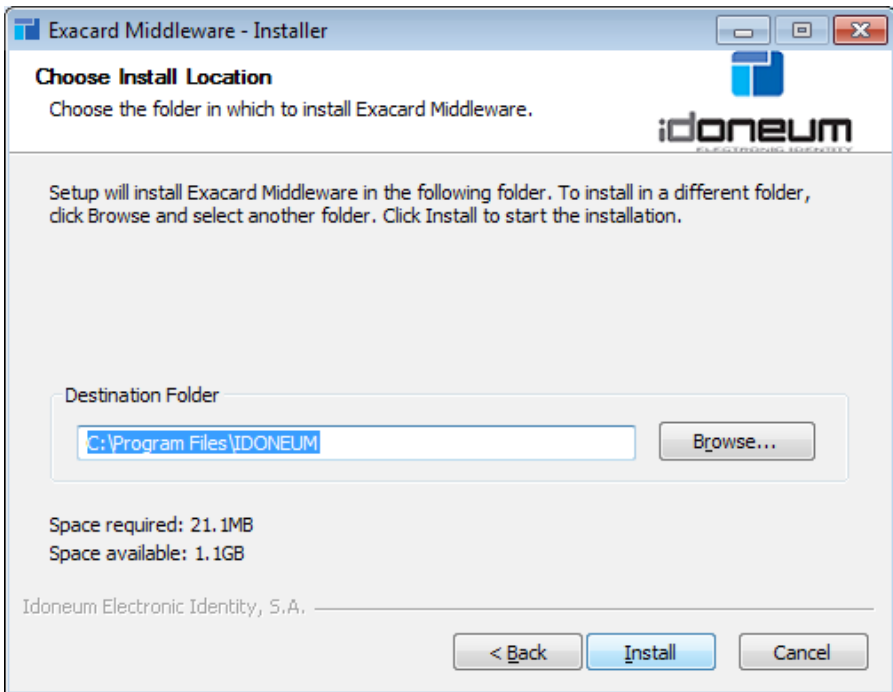 Exacard Middleware - Installer
Choose Install Location
Choose the folder in which to install Exacard Middleware.
idoneum
ELECTRONIC IDENTITY
Setup will install Exacard Middleware in the following folder. To install in a different folder,
click Browse and select another folder. Click Install to start the installation.
Destination Folder
C:\Program Files\IDONEUM
Browse...
Space required: 21.1MB
Space available: 1.1GB
Idoneum Electronic Identity, S.A.
< Back Install Cancel